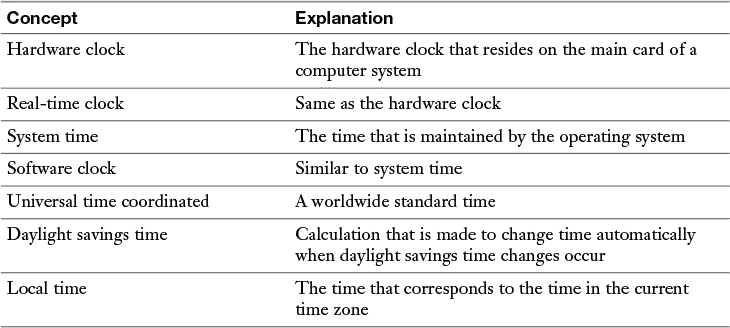 Concept Explanation
Hardware clock The hardware clock that resides on the main card of a
computer system
Real-time clock Same as the hardware clock
System time The time that is maintained by the operating system
Software clock Similar to system time
Universal time coordinated A worldwide standard time
Daylight savings time Calculation that is made to change time automatically
when daylight savings time changes occur
Local time The time that corresponds to the time in the current
time zone